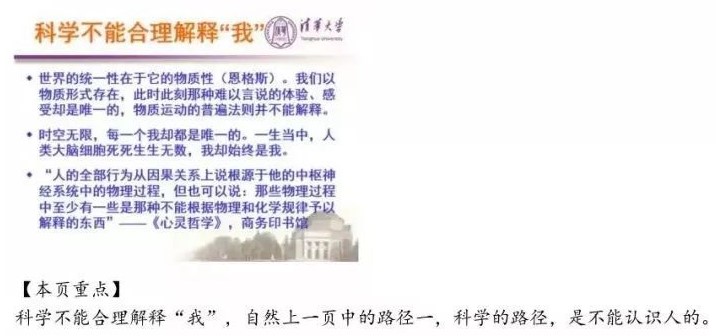 科学不能合理解释“我”
清华大学
Tsinghua University
• 世界的统一性在于它的物质性（恩格斯）。我们以
物质形式存在，此时此刻那种难以言说的体验、感
受却是唯一的，物质运动的普遍法则并不能解释。
• 时空无限，每一个我却都是唯一的。一生当中，人
类大脑细胞死死生生无数，我却始终是我。
• “人的全部行为从因果关系上说根源于他的中枢神
经系统中的物理过程，但也可以说：那些物理过程
中至少有一些是那种不能根据物理和化学规律予以
解释的东西”——《心灵哲学》，商务印书馆
【本页重点】
科学不能合理解释“我”，自然上一页中的路径一，科学的路径，是不能认识人的。